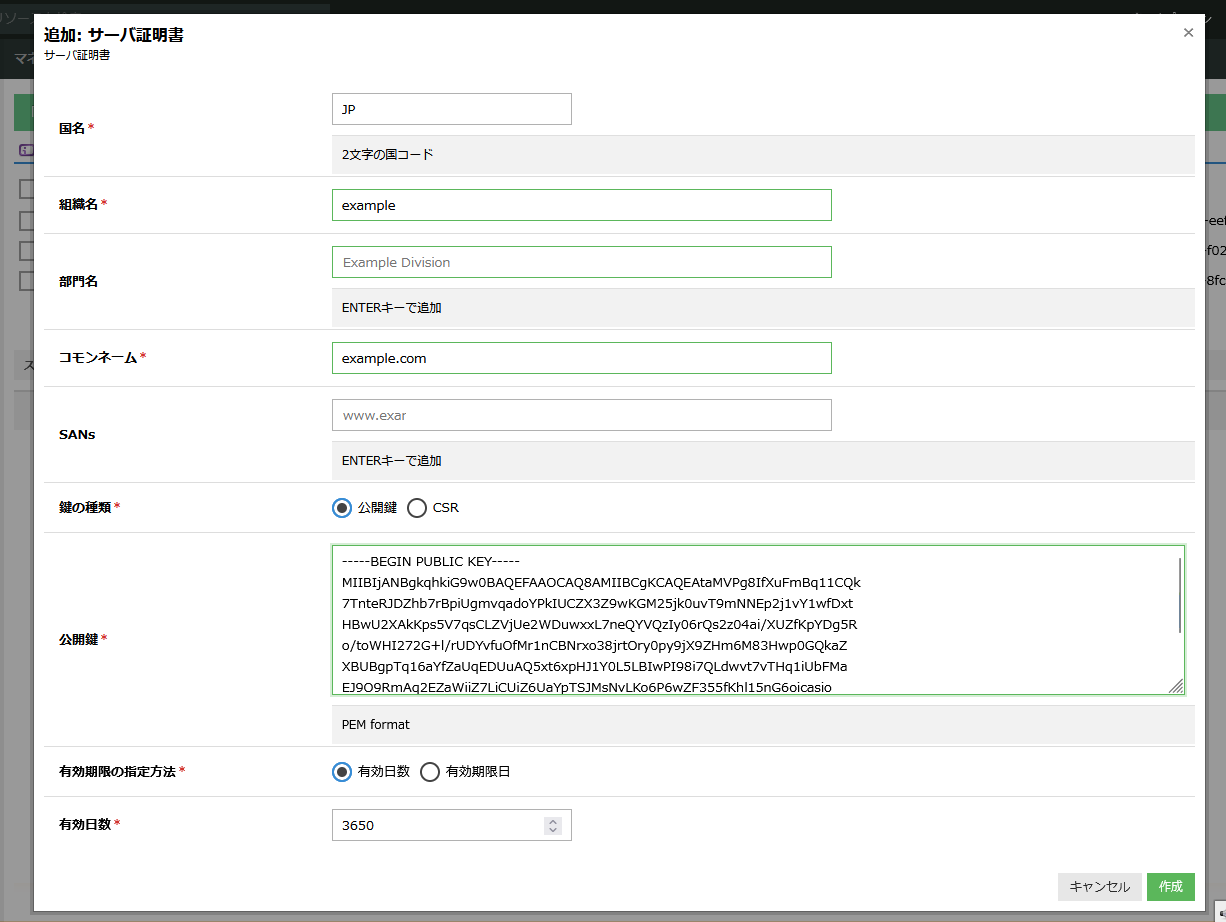 追加: サーバ証明書
サーバ証明書
×
国名*
JP
2文字の国コード
組織名*
example
部門名
Example Division
ENTERキーで追加
コモンネーム*
example.com
SANs
www.exar
ENTERキーで追加
鍵の種類*
公開鍵 CSR
公開鍵*
-----BEGIN PUBLIC KEY-----
MIIBIjANBgkqhkiG9w0BAQEFAAOCAQ8AMIIBCgKCAQEAtaMVPg8IfXuFmBq11CQk
7TnteRJDZhb7rBpiUgmvqadoYPkIUCZX3Z9wKGM25jk0uvT9mNNEp2j1vY1wfDxt
HBwU2XAkKps5V7qsCLZVjUe2WDuwxxL7neQYVQzIy06rQs2z04ai/XUZfKpYDg5R
o/toWHI272G+l/rUDYvfuOfMr1nCBNrxo38jrtOry0py9jX9ZHm6M83Hwp0GQkaZ
XBUBgpTq16aYfZaUqEDUuAQ5xt6xpHJ1Y0L5LBIwPI98i7QLdwvt7vTHq1iUbFMa
EJ9O9RmAq2EZaWiiZ7LiCUiZ6UaYpTSJMsNvLKo6P6wZF355fKhl15nG6oicasio
PEM format
有効期限の指定方法*
有効日数 有効期限日
有効日数*
3650
キャンセル 作成
-eef
f02
8fc